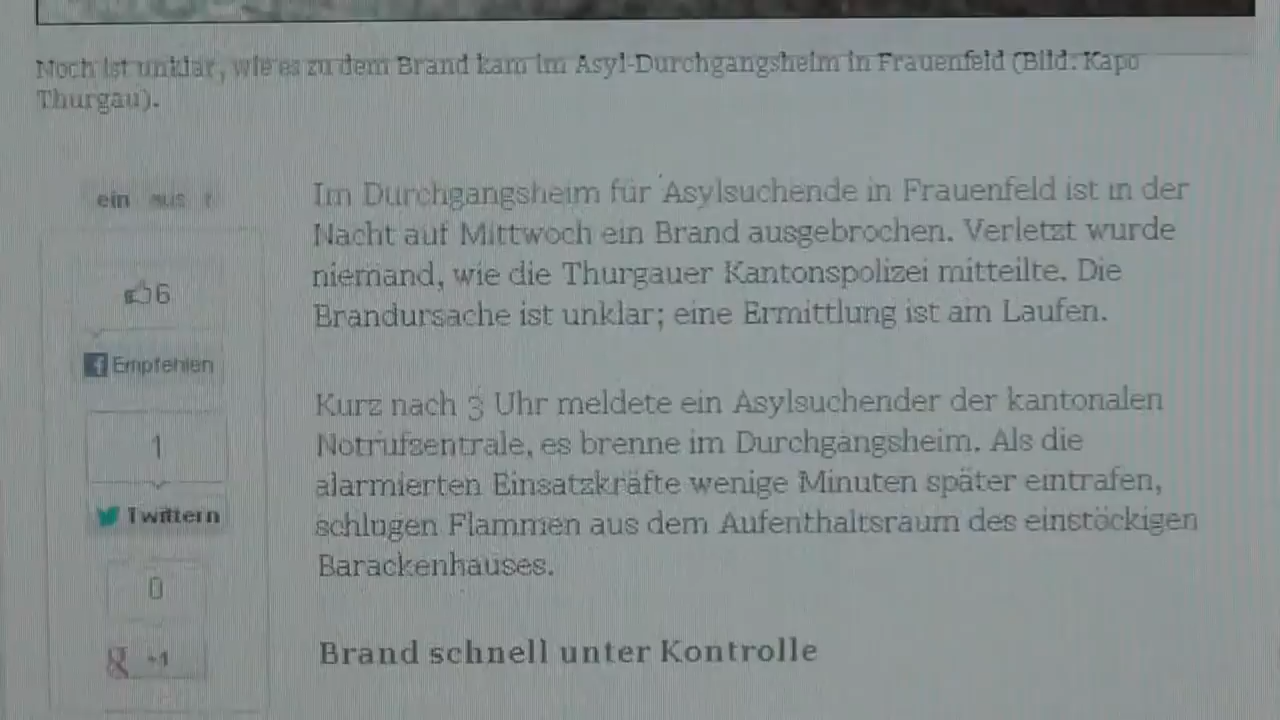 Noch ist unklar, wie es zu dem Brand kam im Asyl-Durchgangsheim in Frauenfeld (Bild: Kapo
Thurgau).
ein aus
6
Empfehlen
1
Twittern
0
+1
Im Durchgangsheim für Asylsuchende in Frauenfeld ist in der
Nacht auf Mittwoch ein Brand ausgebrochen. Verletzt wurde
niemand, wie die Thurgauer Kantonspolizei mitteilte. Die
Brandursache ist unklar; eine Ermittlung ist am Laufen.
Kurz nach 3 Uhr meldete ein Asylsuchender der kantonalen
Notrufzentrale, es brenne im Durchgangsheim. Als die
alarmierten Einsatzkräfte wenige Minuten später eintrafen,
schlugen Flammen aus dem Aufenthaltsraum des einstöckigen
Barackenhauses.
Brand schnell unter Kontrolle